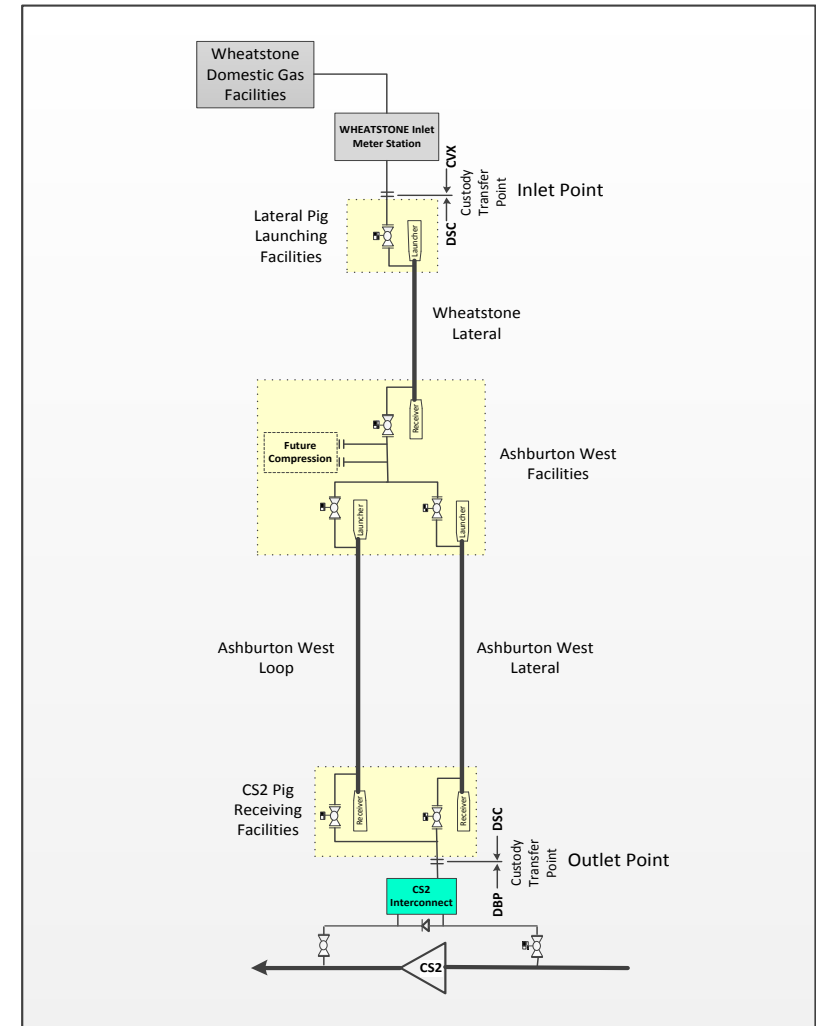 Wheatstone
Domestic Gas
Facilities
WHEATSTONE Inlet
Meter Station
CVX
DSC
Custody
Transfer
Point
Inlet Point
Lateral Pig
Launching
Facilities
Launcher
Wheatstone
Lateral
Receiver
Future
Compression
Ashburton West
Facilities
Launcher
Launcher
Ashburton West
Loop
Ashburton West
Lateral
CS2 Pig
Receiving
Facilities
Receiver
Receiver
DSC
DBP
Custody
Transfer
Point
Outlet Point
CS2
Interconnect
CS2